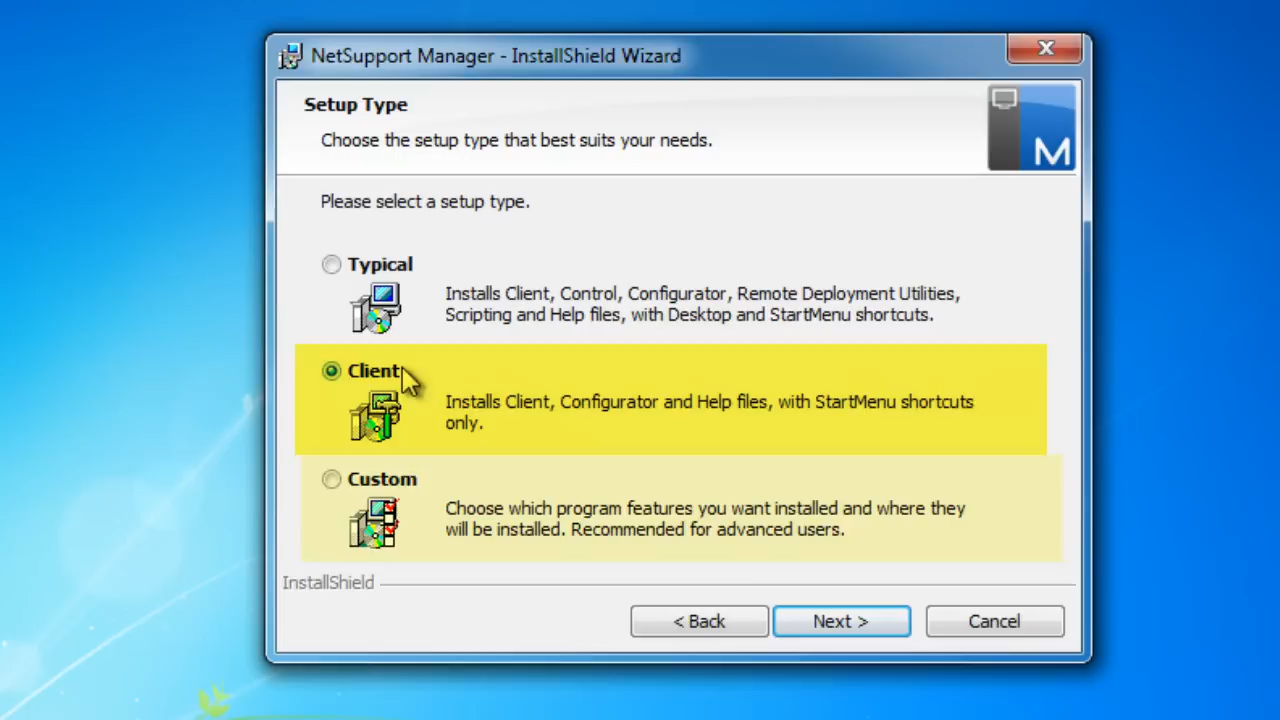 NetSupport Manager - InstallShield Wizard
Setup Type
Choose the setup type that best suits your needs.
M
Please select a setup type.
Typical
Installs Client, Control, Configurator, Remote Deployment Utilities,
Scripting and Help files, with Desktop and StartMenu shortcuts.
Client
Installs Client, Configurator and Help files, with StartMenu shortcuts
only.
Custom
Choose which program features you want installed and where they
will be installed. Recommended for advanced users.
InstallShield
< Back
Next >
Cancel